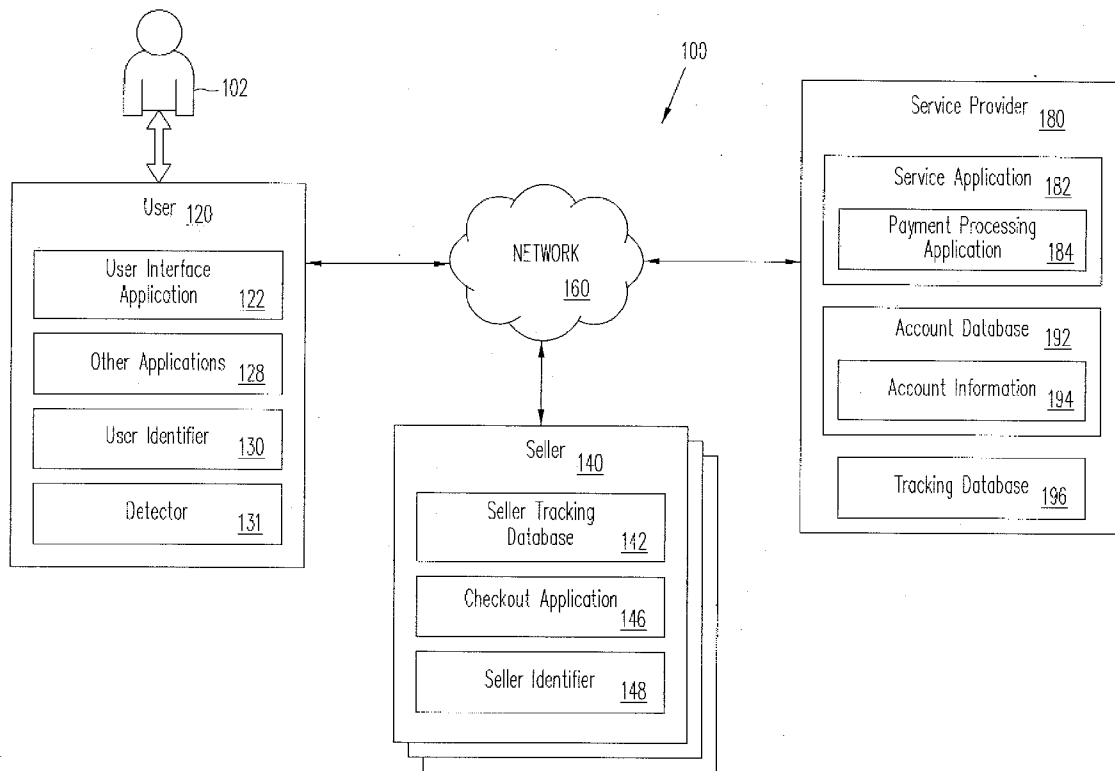 100
102
User 120
User Interface
Application 122
Other Applications 128
User Identifier 130
Detector 131
NETWORK
160
Seller 140
Seller Tracking
Database 142
Checkout Application
146
Seller Identifier 148
Service Provider 180
Service Application 182
Payment Processing
Application 184
Account Database 192
Account Information 194
Tracking Database 196